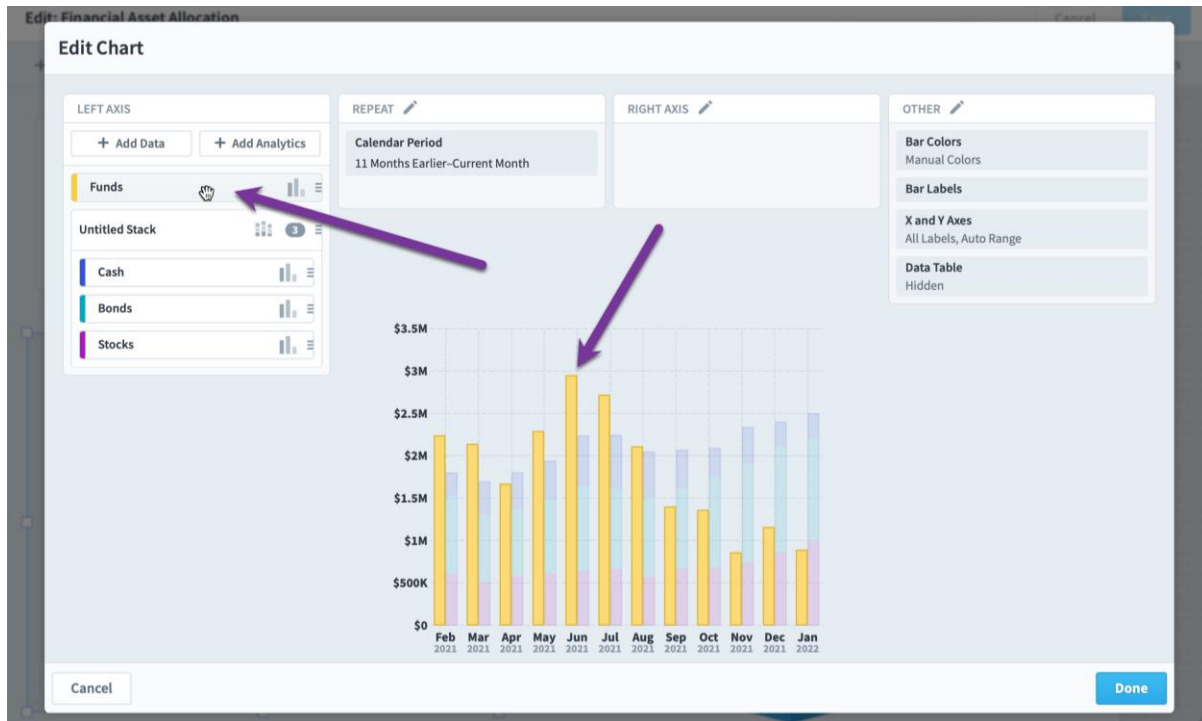 Edit: Financial Asset Allocation
Cancel
Edit Chart
LEFT AXIS
+ Add Data
+ Add Analytics
Funds
Untitled Stack
3
Cash
Bonds
Stocks
REPEAT
Calendar Period
11 Months Earlier–Current Month
RIGHT AXIS
OTHER
Bar Colors
Manual Colors
Bar Labels
X and Y Axes
All Labels, Auto Range
Data Table
Hidden
$3.5M
$3M
$2.5M
$2M
$1.5M
$1M
$500K
$0
Feb Mar Apr May Jun Jul Aug Sep Oct Nov Dec Jan
2021 2021 2021 2021 2021 2021 2021 2021 2021 2021 2021 2022
Cancel
Done